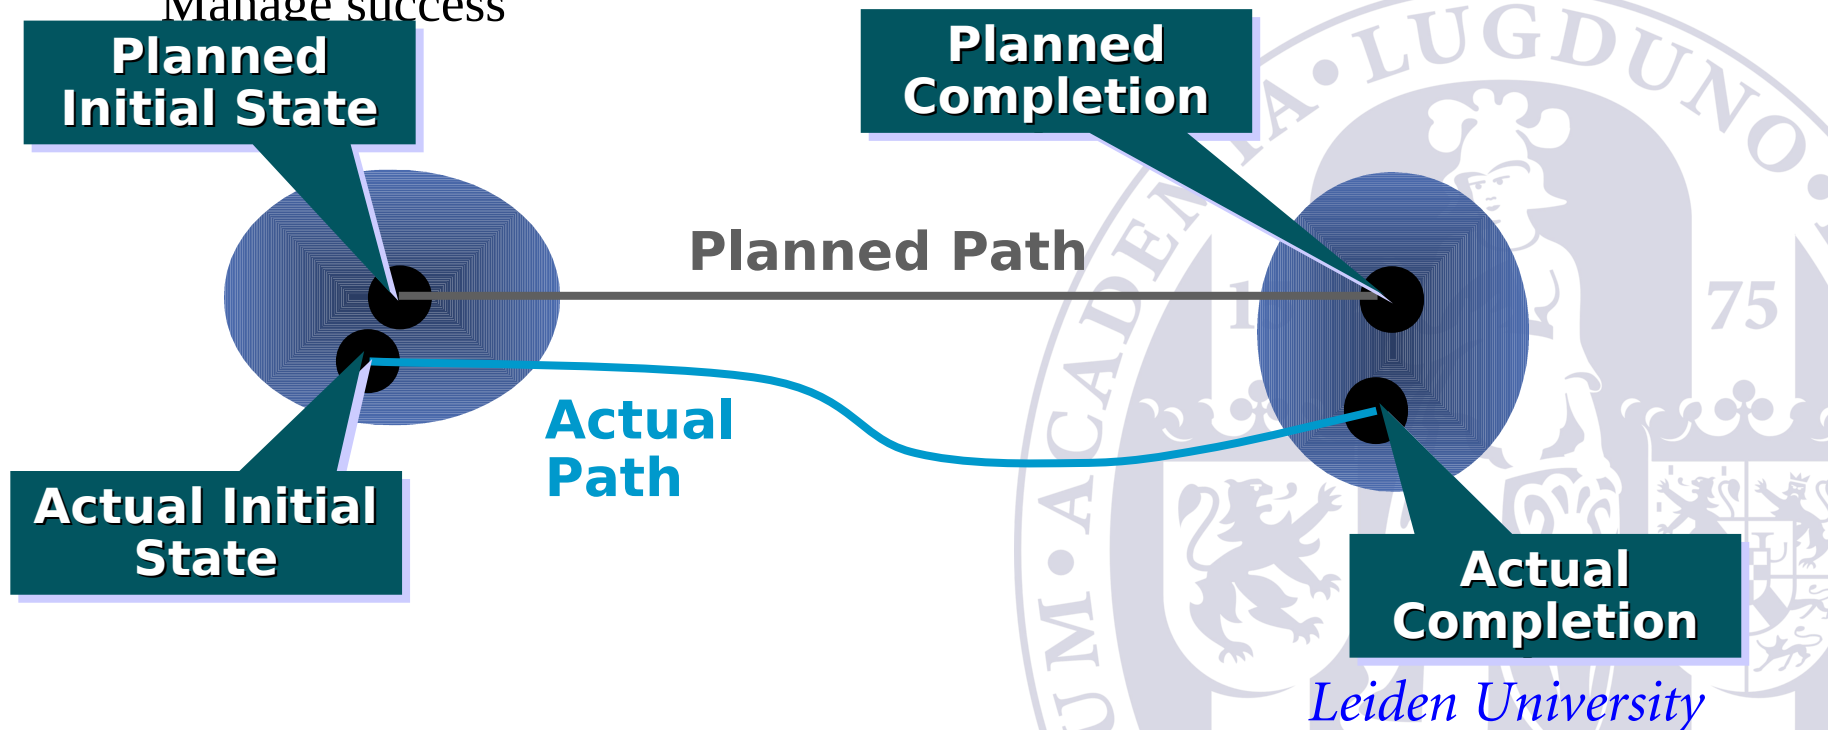 Manage success
Planned
Initial State
Planned
Completion
Planned Path
Actual
Path
Actual Initial
State
Actual
Completion
ACADEMIA • LUGDUNO
75
Leiden University